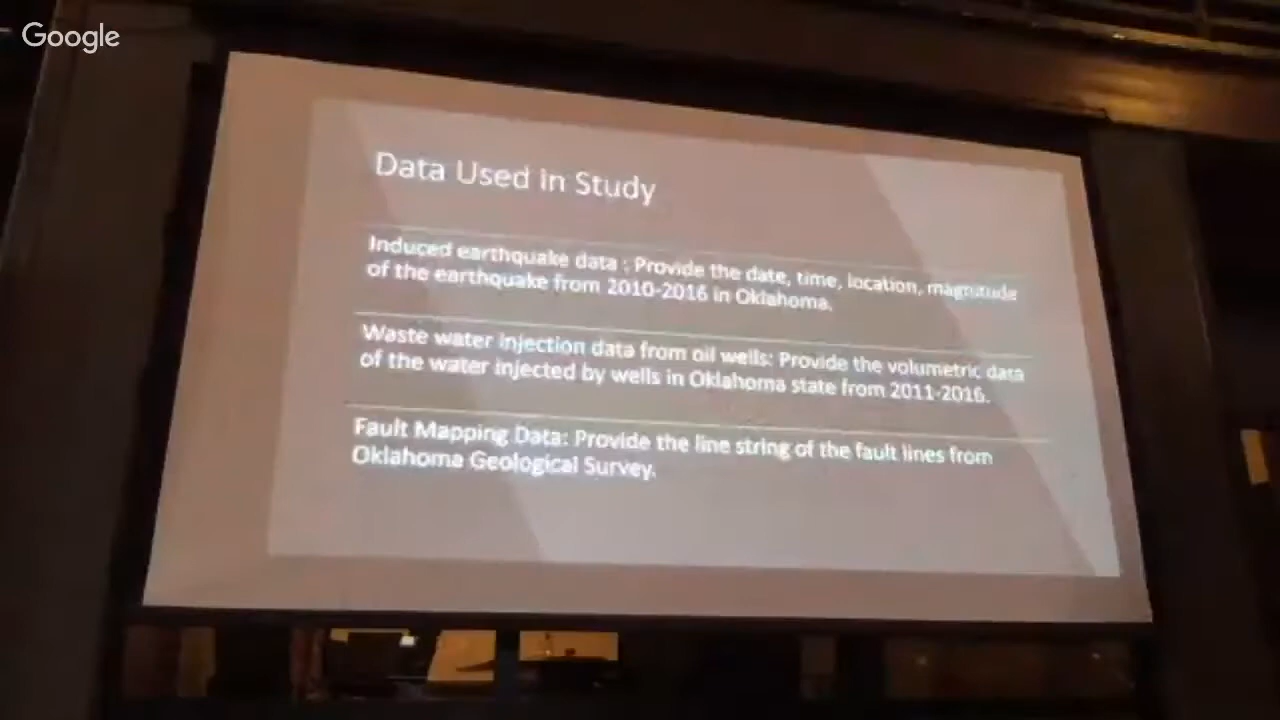 Google
Data Used in Study
Induced earthquake data : Provide the date, time, location, magnitude
of the earthquake from 2010-2016 in Oklahoma.
Waste water injection data from oil wells: Provide the volumetric data
of the water injected by wells in Oklahoma state from 2011-2016.
Fault Mapping Data: Provide the line string of the fault lines from
Oklahoma Geological Survey.